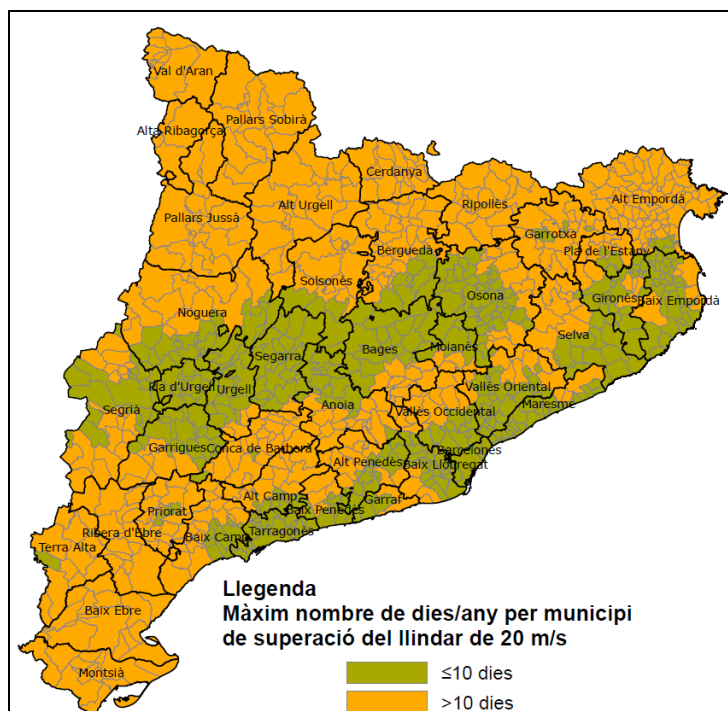 Val d'Aran
Pallars Sobirà
Alta Ribagorça
Cerdanya
Ripollès
Alt Empordà
Alt Urgell
Pallars Jussà
Garrotxa
Berguedà
Pla de l'Estany
Solsonès
Osona
Gironès
Baix Empordà
Noguera
Selva
Segarra
Bages
Moianès
Pla d'Urgell
Urgell
Vallès Oriental
Anoia
Maresme
Segrià
Vallès Occidental
Garrigues
Conca de Barberà
Barcelonès
Alt Penedès
Baix Llobregat
Alt Camp
Garraf
Priorat
Baix Penedès
Ribera d'Ebre
Tarragonès
Baix Camp
Terra Alta
Baix Ebre
Montsià
Llegenda
Màxim nombre de dies/any per municipi
de superació del llindar de 20 m/s
≤10 dies
>10 dies